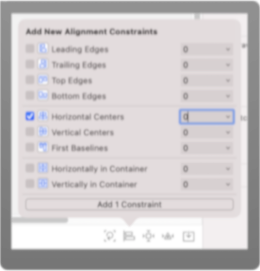 Add New Alignment Constraints
Leading Edges 0
Trailing Edges 0
Top Edges 0
Bottom Edges 0
Horizontal Centers 0
Vertical Centers 0
First Baselines 0
Horizontally in Container 0
Vertically in Container 0
Add 1 Constraint